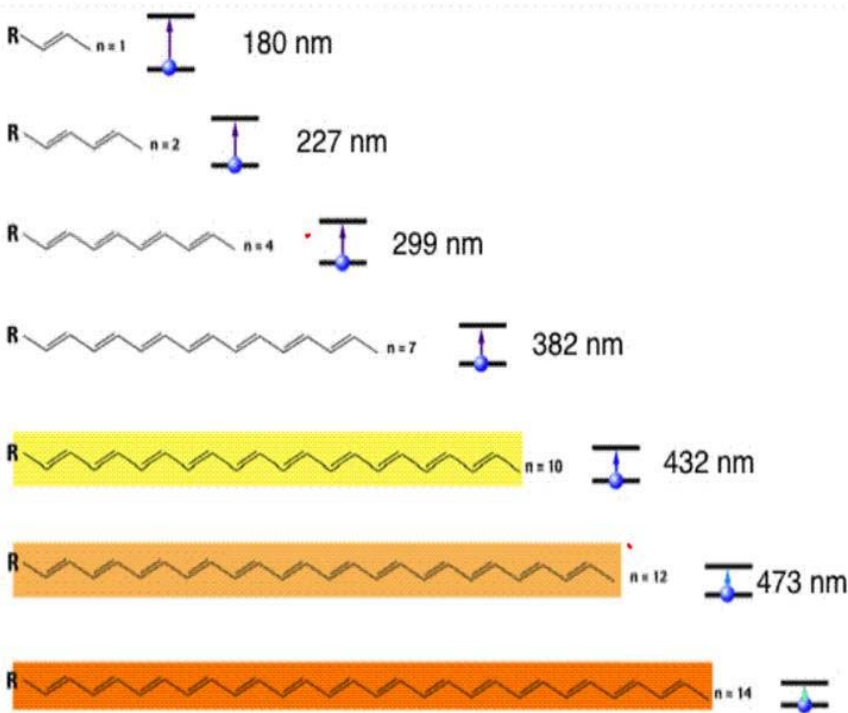 R n = 1 180 nm
R n = 2 227 nm
R n = 4 299 nm
R n = 7 382 nm
R n = 10 432 nm
R n = 12 473 nm
R n = 14